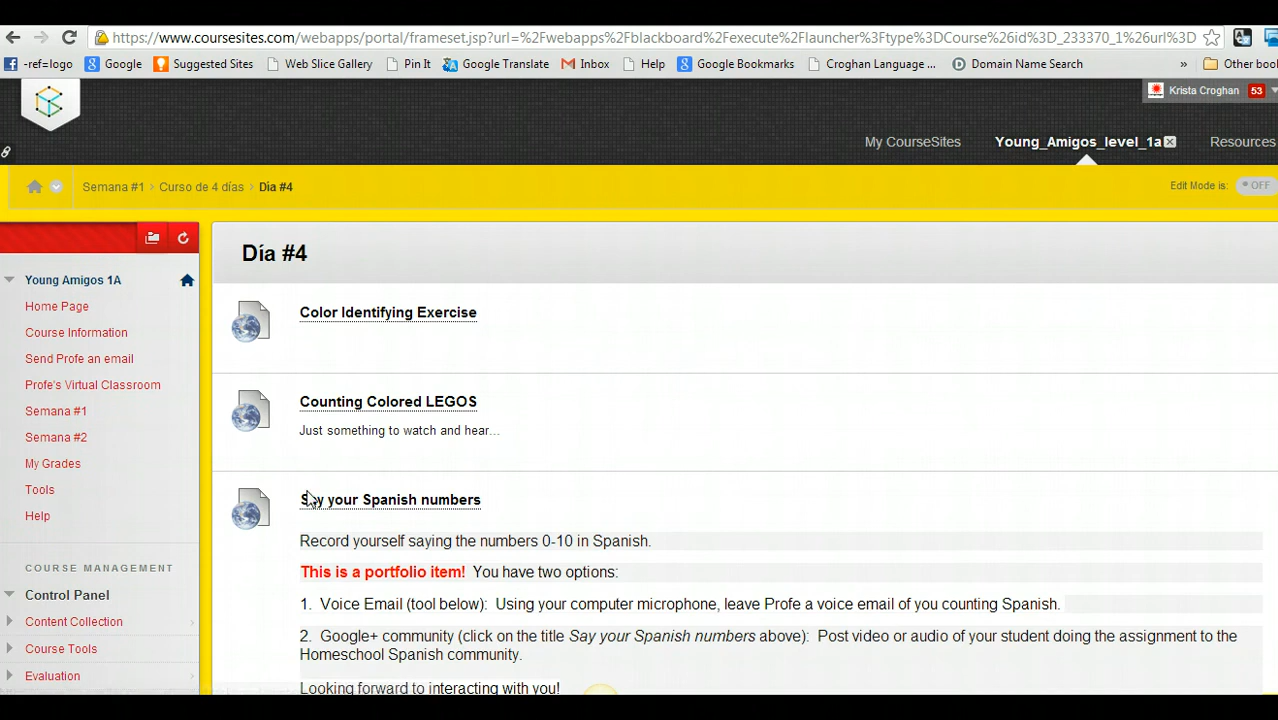 https://www.coursesites.com/webapps/portal/frameset.jsp?url=%2Fwebapps%2Fblackboard%2Fexecute%2Flauncher%3Ftype%3DCourse%26id%3D_233370_1%26url%3D
-ref=logo Google Suggested Sites Web Slice Gallery Pin It Google Translate Inbox Help Google Bookmarks Croghan Language ... Domain Name Search » Other boo
Krista Croghan 53
My CourseSites Young_Amigos_level_1a Resources
Semana #1 > Curso de 4 días > Día #4 Edit Mode is: OFF
Día #4
Young Amigos 1A
Home Page
Course Information
Send Profe an email
Profe's Virtual Classroom
Semana #1
Semana #2
My Grades
Tools
Help
COURSE MANAGEMENT
Control Panel
Content Collection
Course Tools
Evaluation
Color Identifying Exercise
Counting Colored LEGOS
Just something to watch and hear...
Say your Spanish numbers
Record yourself saying the numbers 0-10 in Spanish.
This is a portfolio item! You have two options:
1. Voice Email (tool below): Using your computer microphone, leave Profe a voice email of you counting Spanish.
2. Google+ community (click on the title Say your Spanish numbers above): Post video or audio of your student doing the assignment to the
Homeschool Spanish community.
Looking forward to interacting with you!